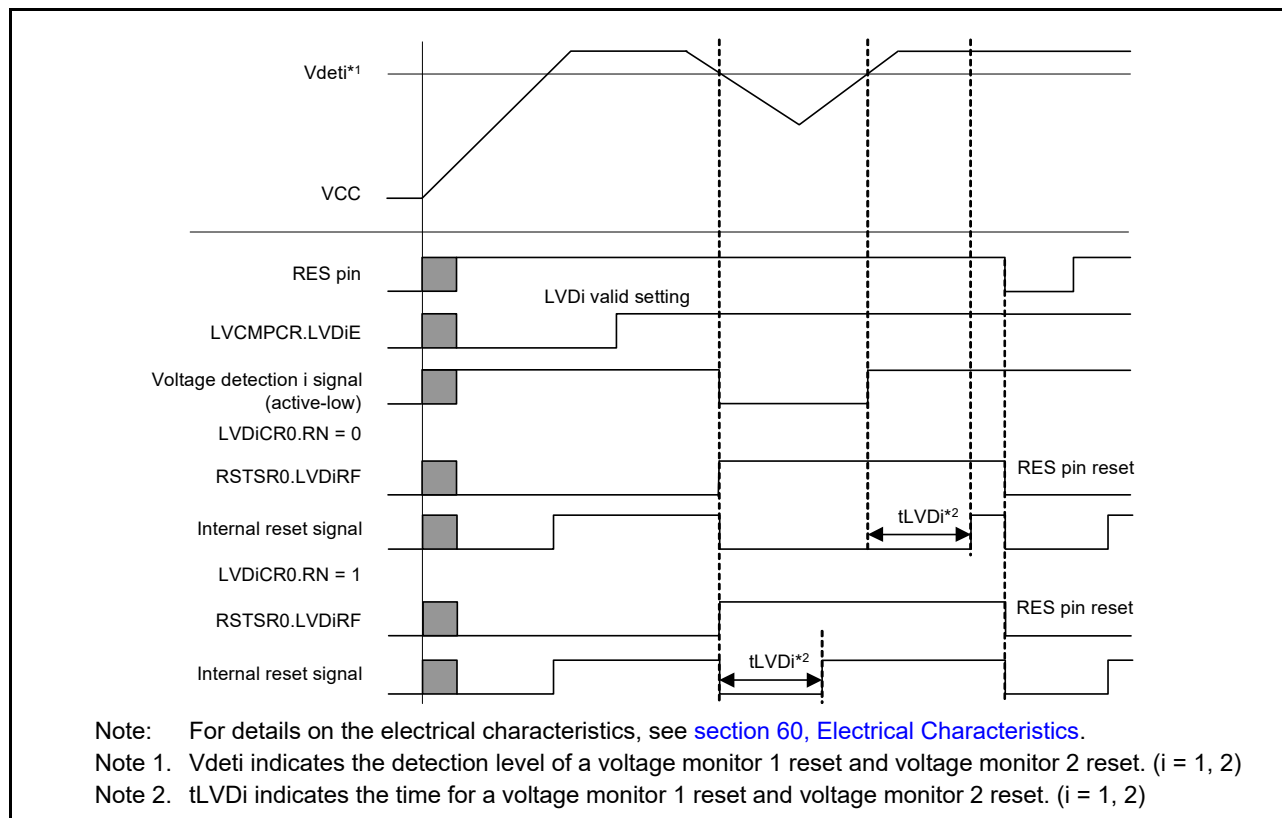 Vdeti*1
VCC
RES pin
LVDi valid setting
LVCMPCR.LVDiE
Voltage detection i signal
(active-low)
LVDiCR0.RN = 0
RSTSR0.LVDiRF
RES pin reset
tLVDi*2
Internal reset signal
LVDiCR0.RN = 1
RSTSR0.LVDiRF
RES pin reset
tLVDi*2
Internal reset signal
Note: For details on the electrical characteristics, see section 60, Electrical Characteristics.
Note 1. Vdeti indicates the detection level of a voltage monitor 1 reset and voltage monitor 2 reset. (i = 1, 2)
Note 2. tLVDi indicates the time for a voltage monitor 1 reset and voltage monitor 2 reset. (i = 1, 2)